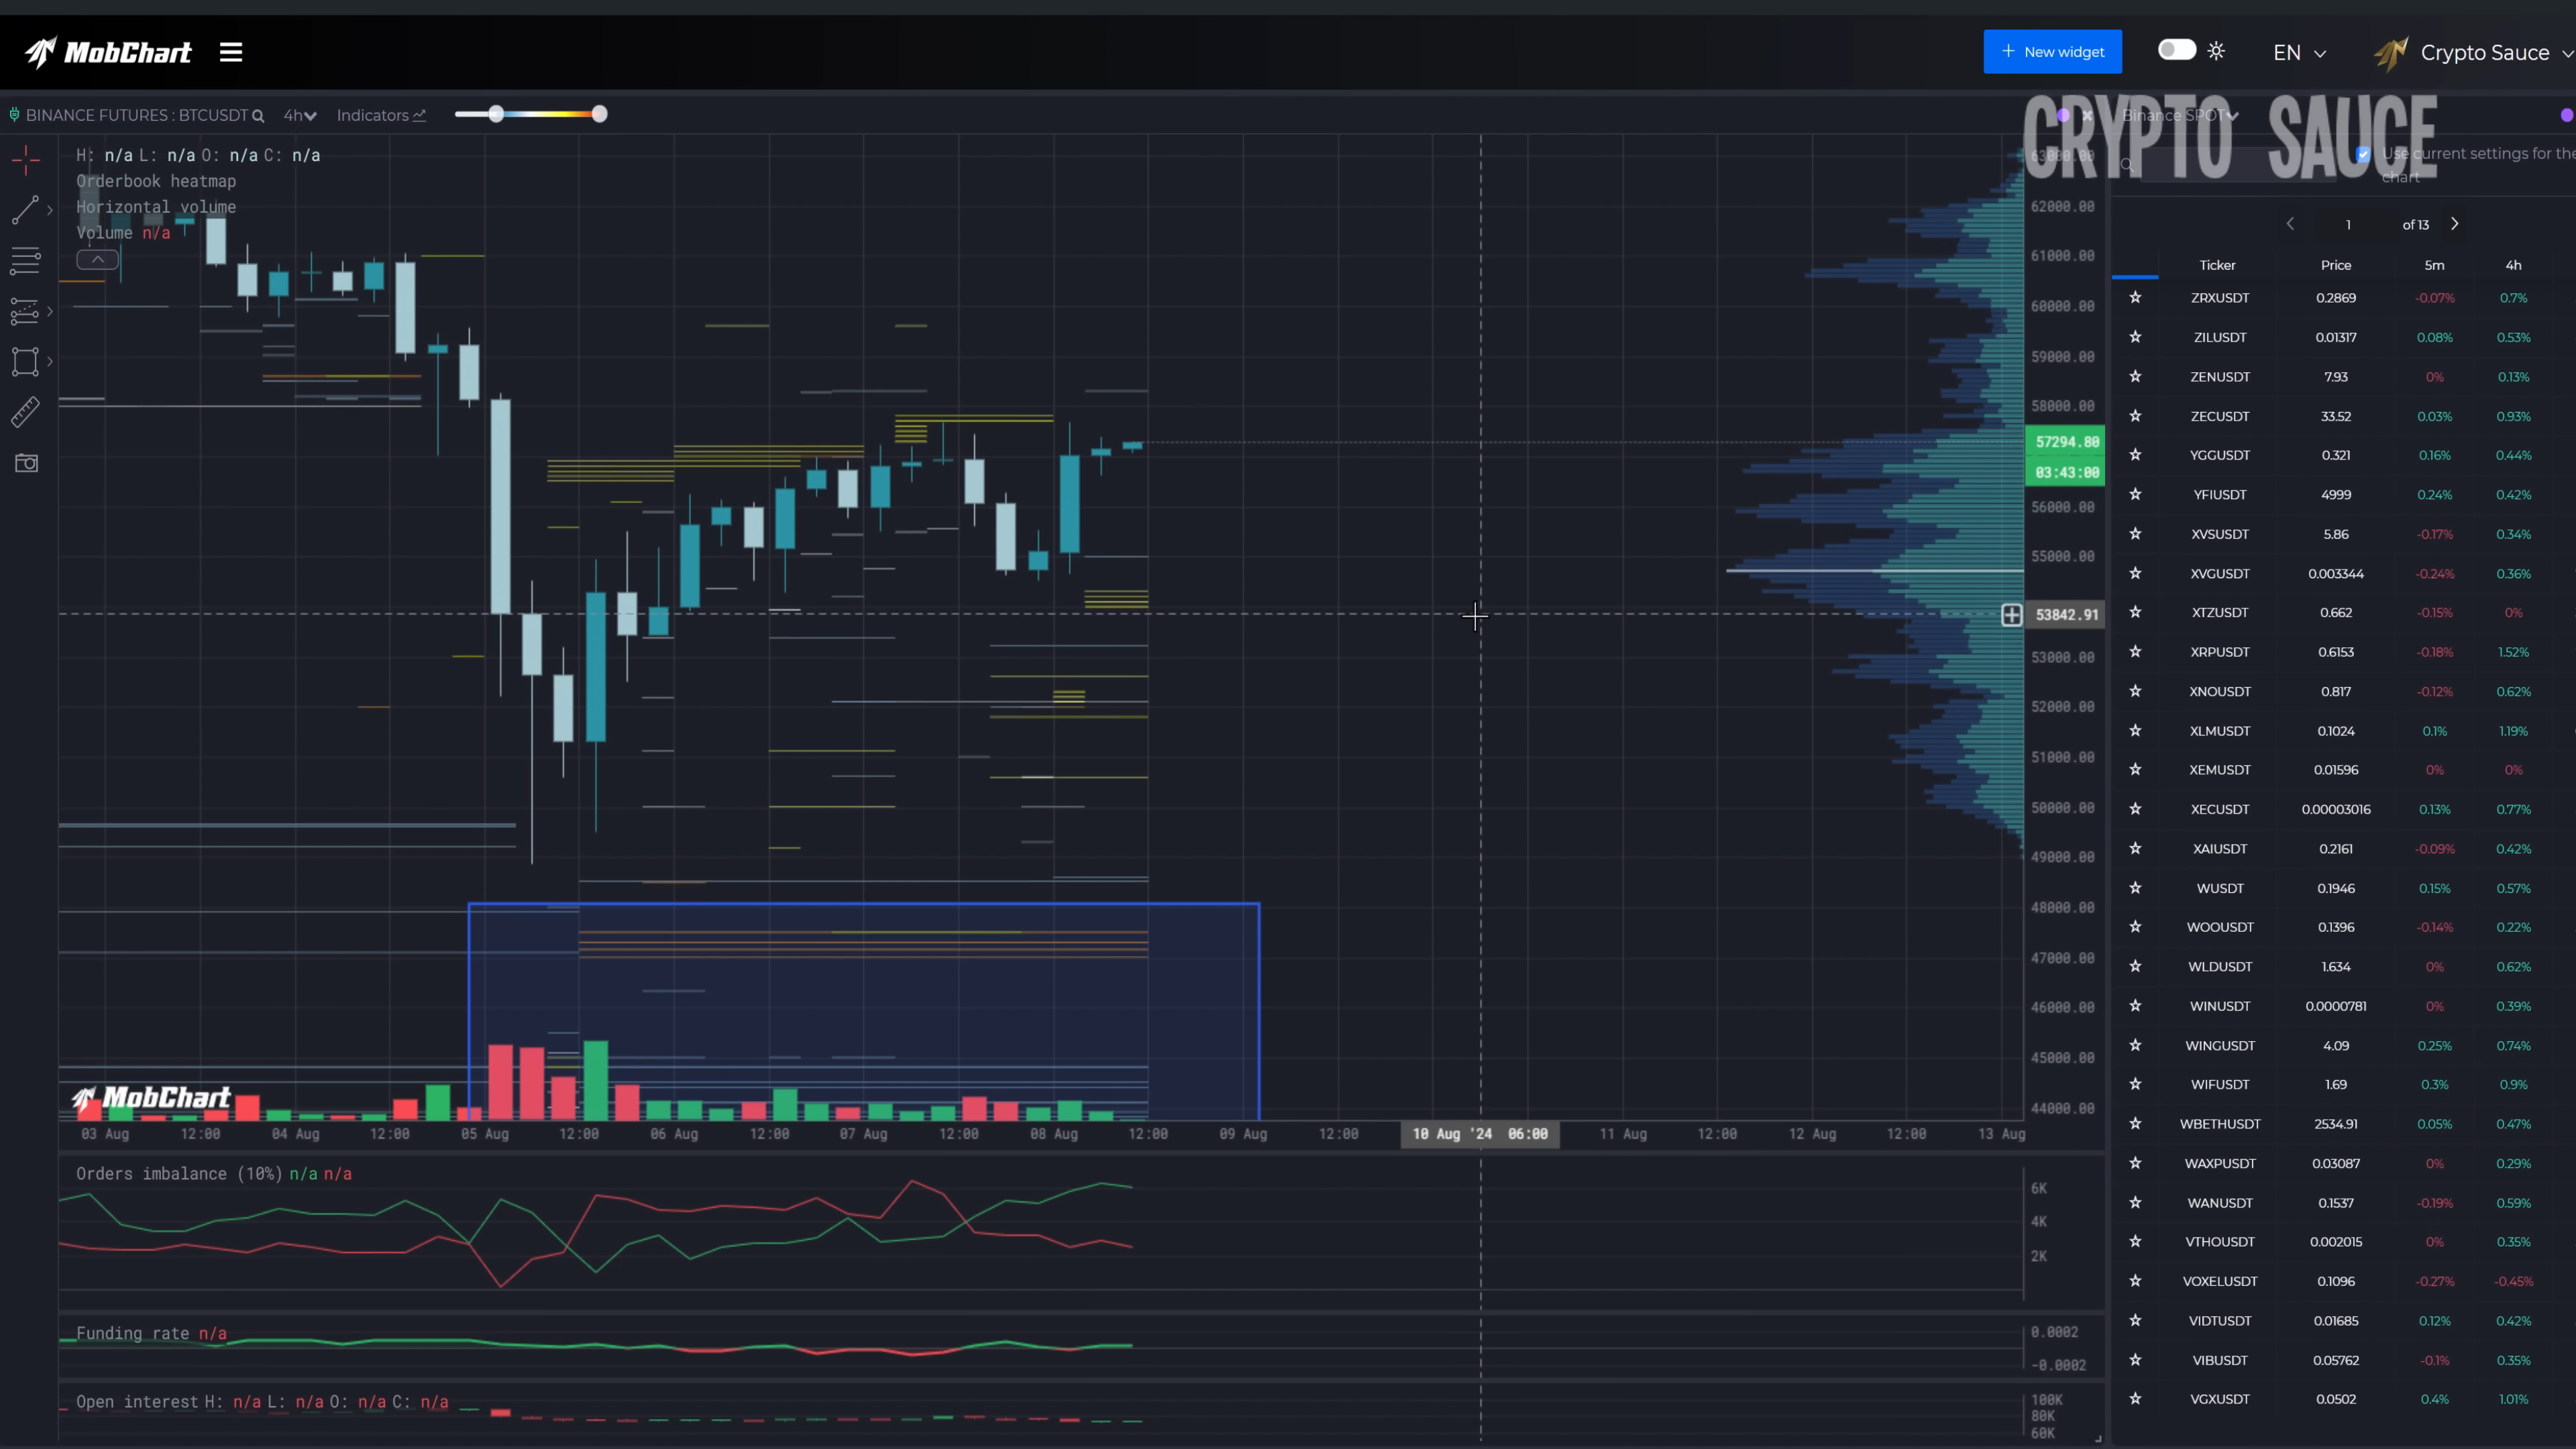 MobChart
New widget
EN
Crypto Sauce
BINANCE FUTURES : BTCUSDT 4h Indicators
CRYPTO SAUCE
Binance SPOT
Use current settings for the
chart
H: n/a L: n/a O: n/a C: n/a
Orderbook heatmap
Horizontal volume
Volume n/a
63000.00
62000.00
61000.00
60000.00
59000.00
58000.00
57294.80
03:43:00
56000.00
55000.00
53842.91
53000.00
52000.00
51000.00
50000.00
49000.00
48000.00
47000.00
46000.00
45000.00
44000.00
MobChart
03 Aug 12:00 04 Aug 12:00 05 Aug 12:00 06 Aug 12:00 07 Aug 12:00 08 Aug 12:00 09 Aug 12:00 10 Aug '24 06:00 11 Aug 12:00 12 Aug 12:00 13 Aug
Orders imbalance (10%) n/a n/a
6K
4K
2K
Funding rate n/a
0.0002
-0.0002
Open interest H: n/a L: n/a O: n/a C: n/a
100K
80K
60K
1 of 13
Ticker Price 5m 4h
ZRXUSDT 0.2869 -0.07% 0.7%
ZILUSDT 0.01317 0.08% 0.53%
ZENUSDT 7.93 0% 0.13%
ZECUSDT 33.52 0.03% 0.93%
YGGUSDT 0.321 0.16% 0.44%
YFIUSDT 4999 0.24% 0.42%
XVSUSDT 5.86 -0.17% 0.34%
XVGUSDT 0.003344 -0.24% 0.36%
XTZUSDT 0.662 -0.15% 0%
XRPUSDT 0.6153 -0.18% 1.52%
XNOUSDT 0.817 -0.12% 0.62%
XLMUSDT 0.1024 0.1% 1.19%
XEMUSDT 0.01596 0% 0%
XECUSDT 0.00003016 0.13% 0.77%
XAIUSDT 0.2161 -0.09% 0.42%
WUSDT 0.1946 0.15% 0.57%
WOOUSDT 0.1396 -0.14% 0.22%
WLDUSDT 1.634 0% 0.62%
WINUSDT 0.0000781 0% 0.39%
WINGUSDT 4.09 0.25% 0.74%
WIFUSDT 1.69 0.3% 0.9%
WBETHUSDT 2534.91 0.05% 0.47%
WAXPUSDT 0.03087 0% 0.29%
WANUSDT 0.1537 -0.19% 0.59%
VTHOUSDT 0.002015 0% 0.35%
VOXELUSDT 0.1096 -0.27% -0.45%
VIDTUSDT 0.01685 0.12% 0.42%
VIBUSDT 0.05762 -0.1% 0.35%
VGXUSDT 0.0502 0.4% 1.01%